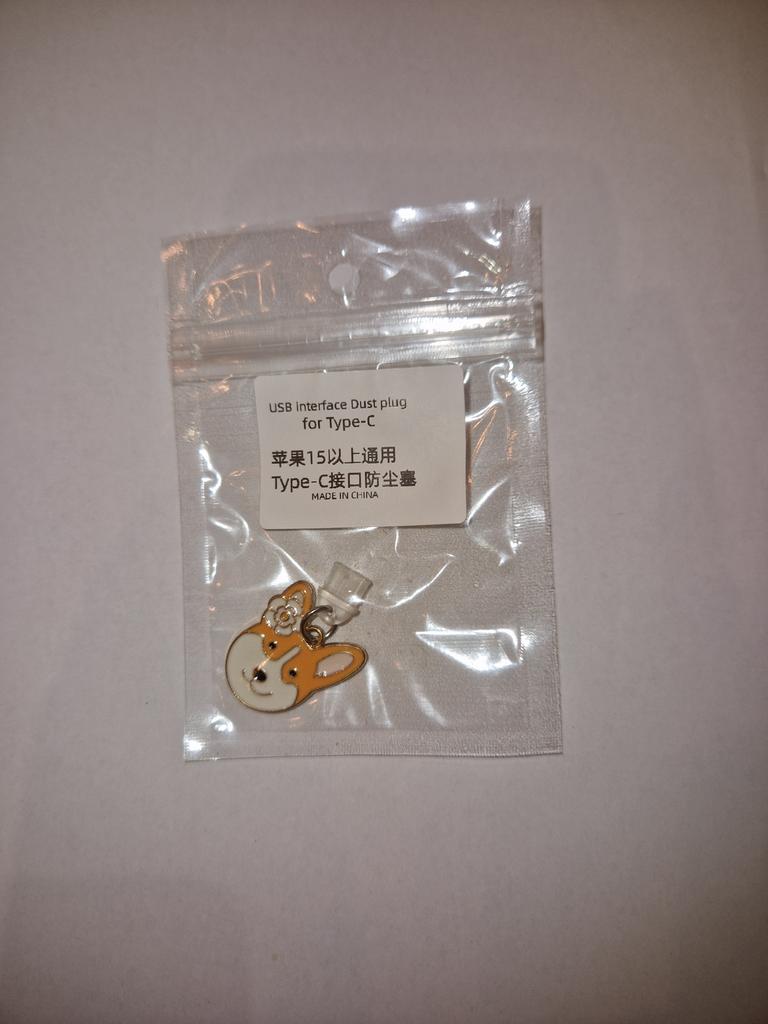 USB interface Dust plug
for Type-C
苹果15以上通用
Type-C接口防尘塞
MADE IN CHINA